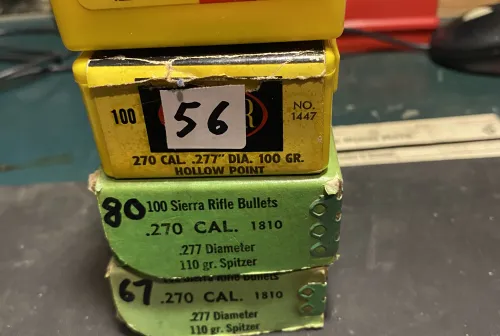 100
56
R
NO.
1447
270 CAL. .277" DIA. 100 GR.
HOLLOW POINT
80 100 Sierra Rifle Bullets
.270 CAL. 1810
.277 Diameter
110 gr. Spitzer
67 .270 CAL. 1810
.277 Diameter
110 gr. Spitzer